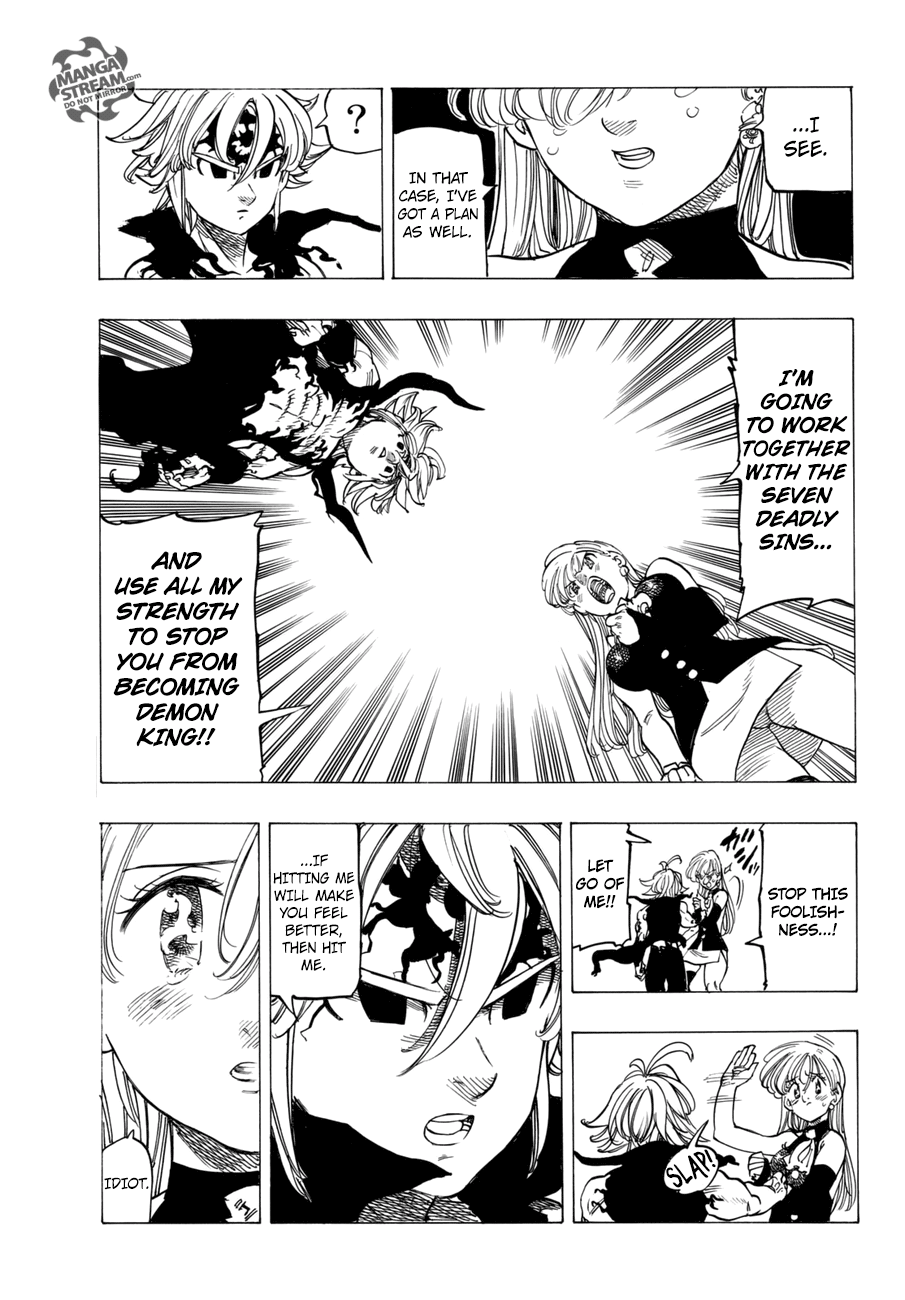 MANGA
STREAM.com
DO NOT MIRROR
...I
SEE.
IN THAT
CASE, I'VE
GOT A PLAN
AS WELL.
?
I'M
GOING
TO WORK
TOGETHER
WITH THE
SEVEN
DEADLY
SINS...
AND
USE ALL MY
STRENGTH
TO STOP
YOU FROM
BECOMING
DEMON
KING!!
STOP THIS
FOOLISH-
NESS...!
LET
GO OF
ME!!
SLAP!
...IF
HITTING ME
WILL MAKE
YOU FEEL
BETTER,
THEN HIT
ME.
IDIOT.